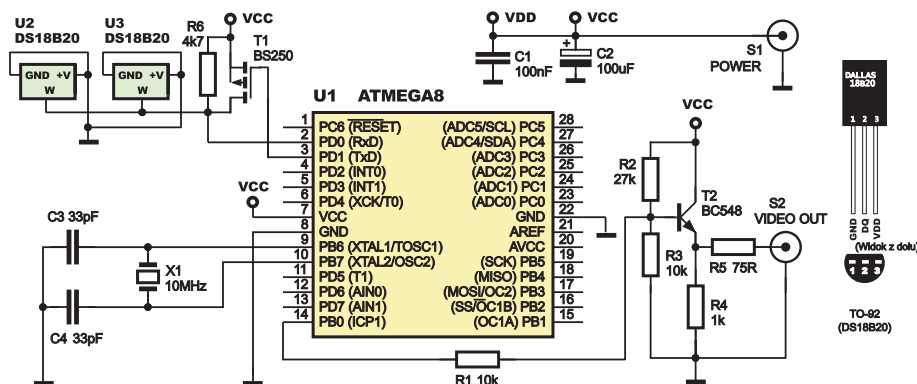 U2
DS18B20
GND +V
W
U3
DS18B20
GND +V
W
R6
4k7
VCC
T1
BS250
VDD
VCC
C1
100nF
+
C2
100uF
S1
POWER
U1 ATMEGA8
1 PC6 (RESET)
2 PD0 (RxD)
3 PD1 (TxD)
4 PD2 (INT0)
5 PD3 (INT1)
6 PD4 (XCK/T0)
7 VCC
8 GND
9 PB6 (XTAL1/TOSC1)
10 PB7 (XTAL2/OSC2)
11 PD5 (T1)
12 PD6 (AIN0)
13 PD7 (AIN1)
14 PB0 (ICP1)
(ADC5/SCL) PC5 28
(ADC4/SDA) PC4 27
(ADC3) PC3 26
(ADC2) PC2 25
(ADC1) PC1 24
(ADC0) PC0 23
GND 22
AREF 21
AVCC 20
(SCK) PB5 19
(MISO) PB4 18
(MOSI/OC2) PB3 17
(SS/OC1B) PB2 16
(OC1A) PB1 15
VCC
C3 33pF
X1
10MHz
C4 33pF
R1 10k
VCC
R2
27k
T2
BC548
R3
10k
R5 75R
R4
1k
S2
VIDEO OUT
DALLAS
18B20
1 2 3
GND
DQ
VDD
(Widok z dołu)
1 2 3
TO-92
(DS18B20)